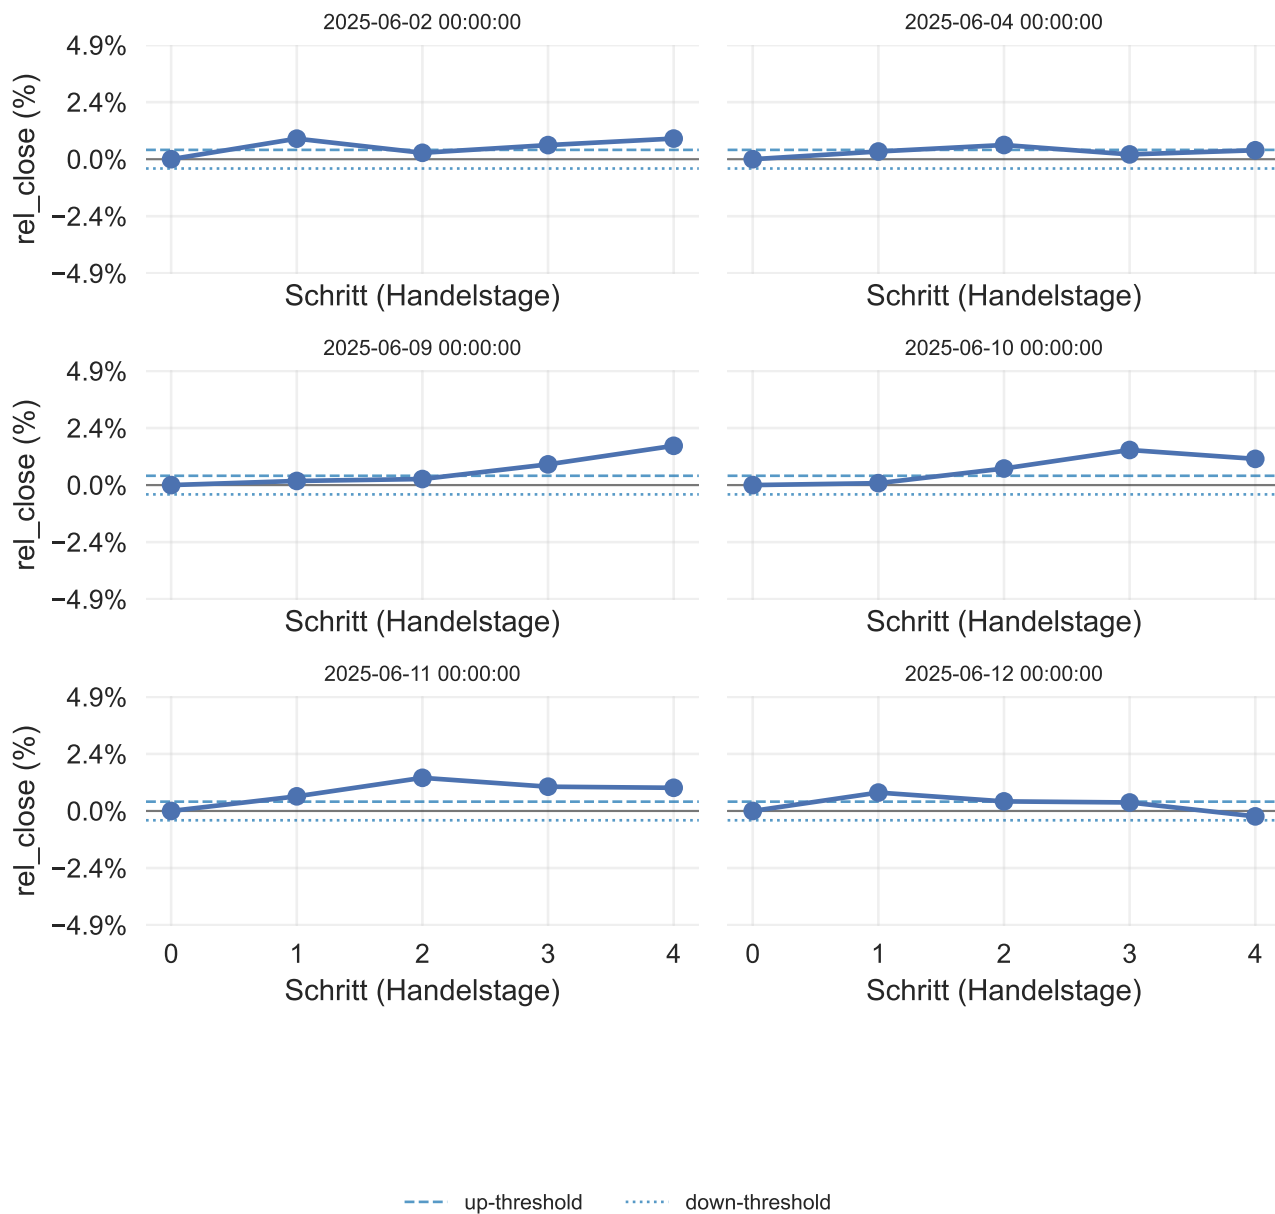 2025-06-02 00:00:00
2025-06-04 00:00:00
4.9%
2.4%
0.0%
−2.4%
−4.9%
rel_close (%)
Schritt (Handelstage)
Schritt (Handelstage)
2025-06-09 00:00:00
2025-06-10 00:00:00
4.9%
2.4%
0.0%
−2.4%
−4.9%
rel_close (%)
Schritt (Handelstage)
Schritt (Handelstage)
2025-06-11 00:00:00
2025-06-12 00:00:00
4.9%
2.4%
0.0%
−2.4%
−4.9%
rel_close (%)
0 1 2 3 4
0 1 2 3 4
Schritt (Handelstage)
Schritt (Handelstage)
up-threshold
down-threshold